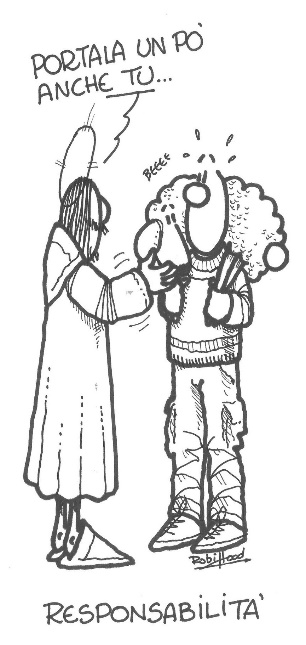 PORTALA UN PO'
ANCHE TU...
BEEEE
RobiHood
RESPONSABILITA'